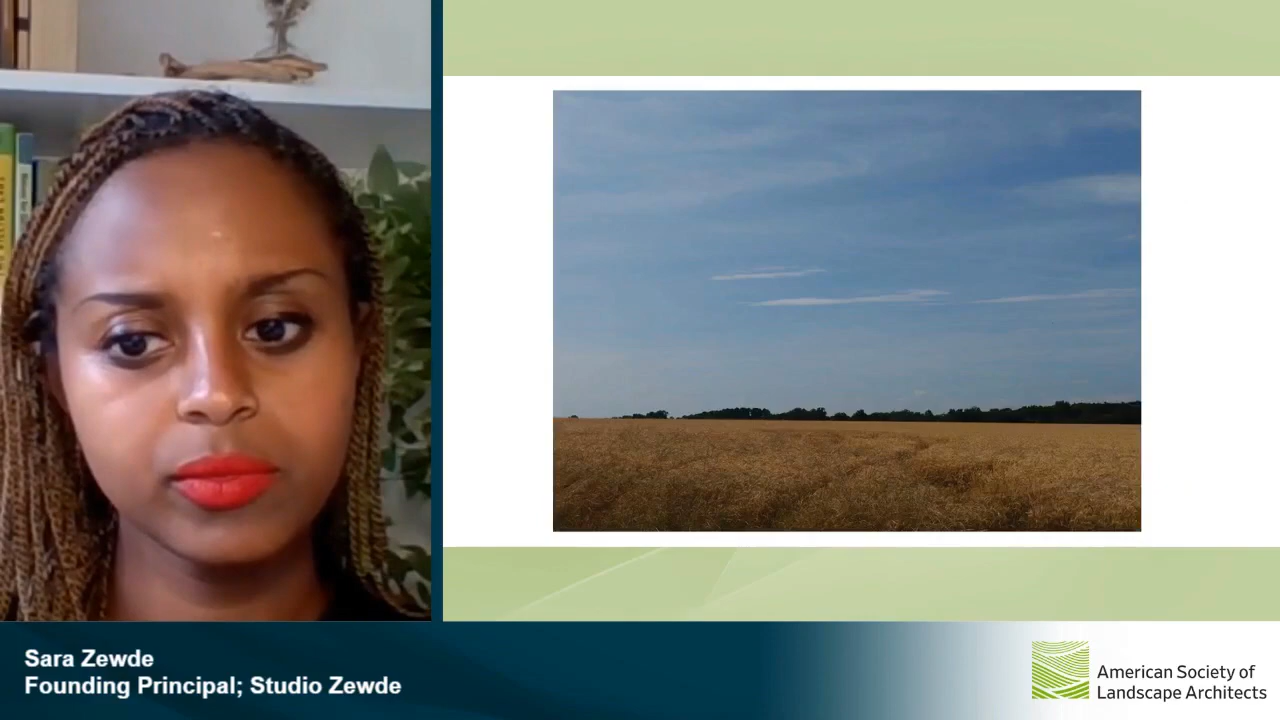 Sara Zewde
Founding Principal; Studio Zewde
American Society of
Landscape Architects